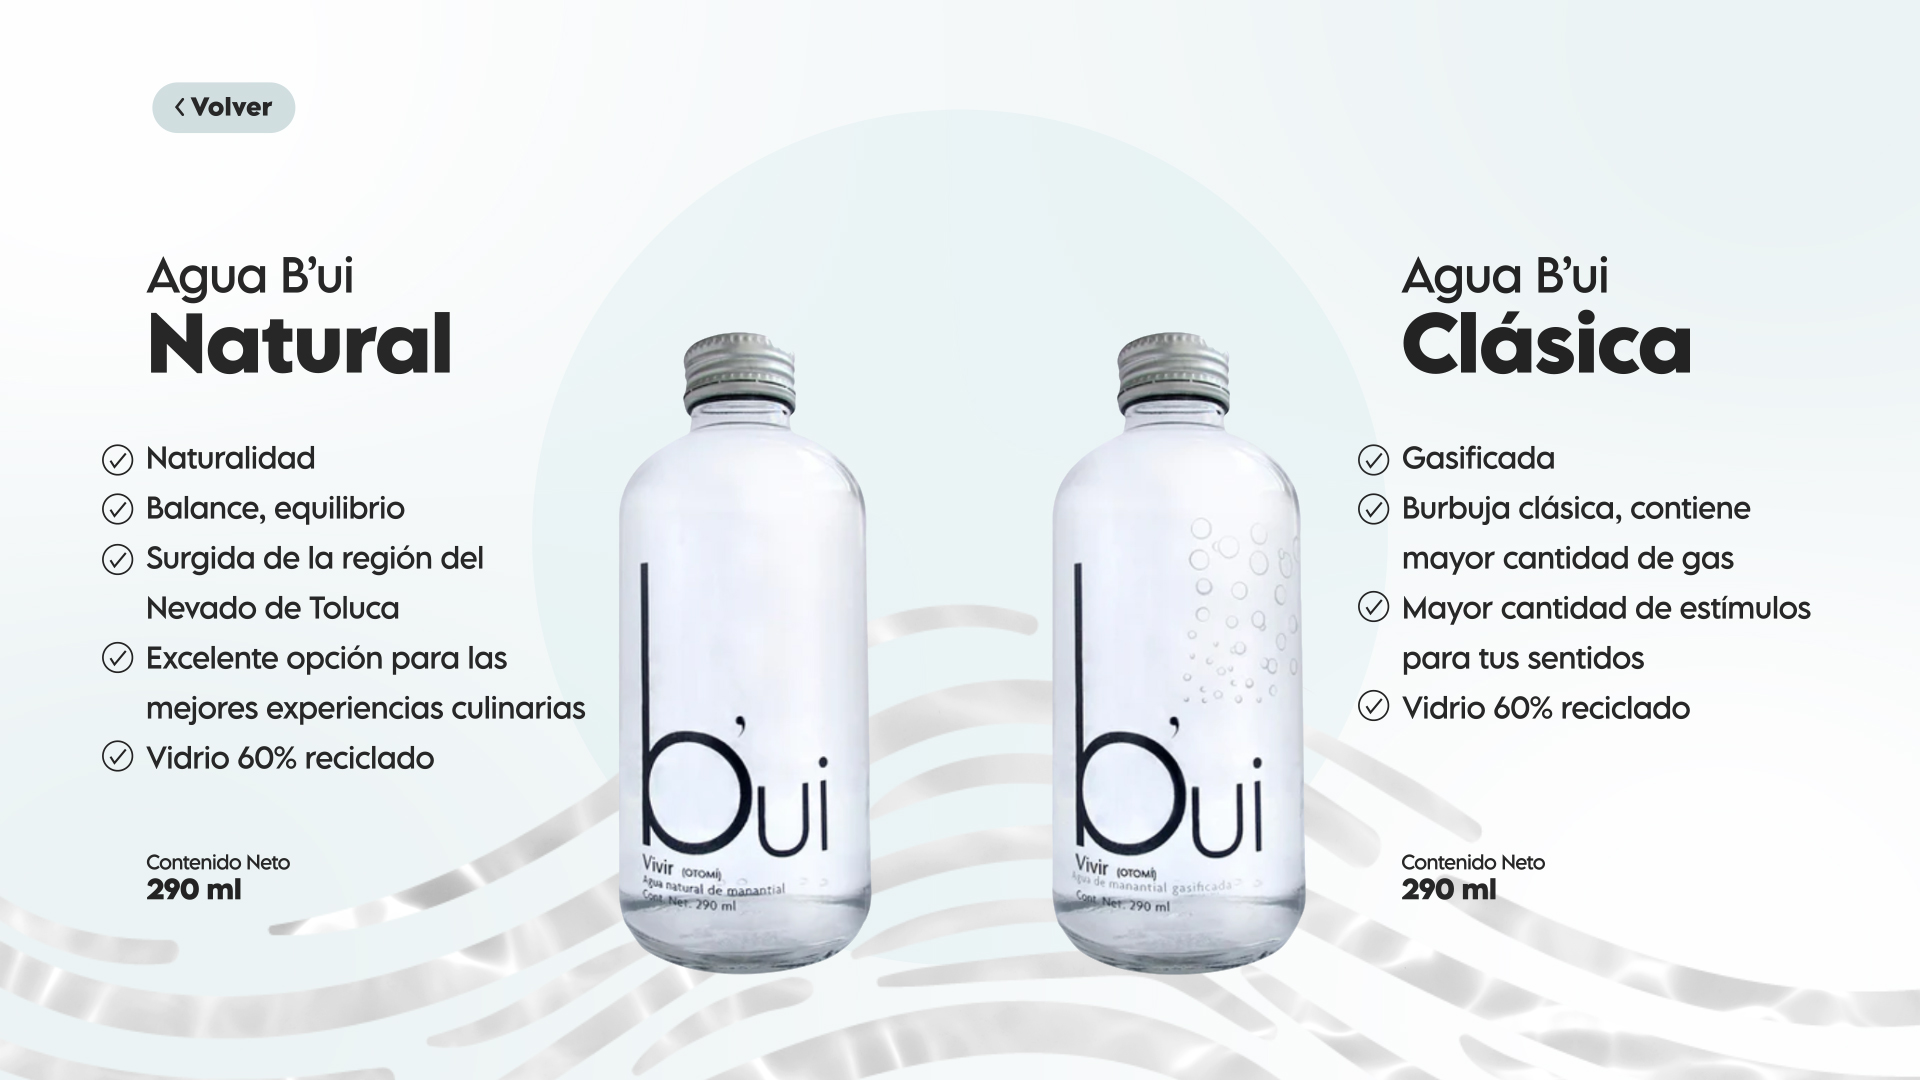 Volver
Agua B’ui
Natural
Naturalidad
Balance, equilibrio
Surgida de la región del
Nevado de Toluca
Excelente opción para las
mejores experiencias culinarias
Vidrio 60% reciclado
Contenido Neto
290 ml
b’ui
Vivir (OTOMÍ)
Agua natural de manantial
Cont. Net. 290 ml
b’ui
Vivir (OTOMÍ)
Agua de manantial gasificada
Cont. Net. 290 ml
Agua B’ui
Clásica
Gasificada
Burbuja clásica, contiene
mayor cantidad de gas
Mayor cantidad de estímulos
para tus sentidos
Vidrio 60% reciclado
Contenido Neto
290 ml